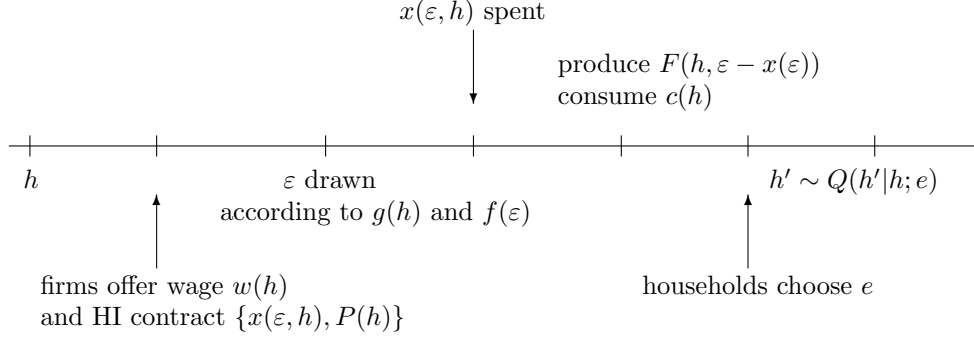 x(ε, h) spent
produce F(h, ε − x(ε))
consume c(h)
h
ε drawn
according to g(h) and f(ε)
h′ ∼ Q(h′|h; e)
firms offer wage w(h)
and HI contract {x(ε, h), P(h)}
households choose e